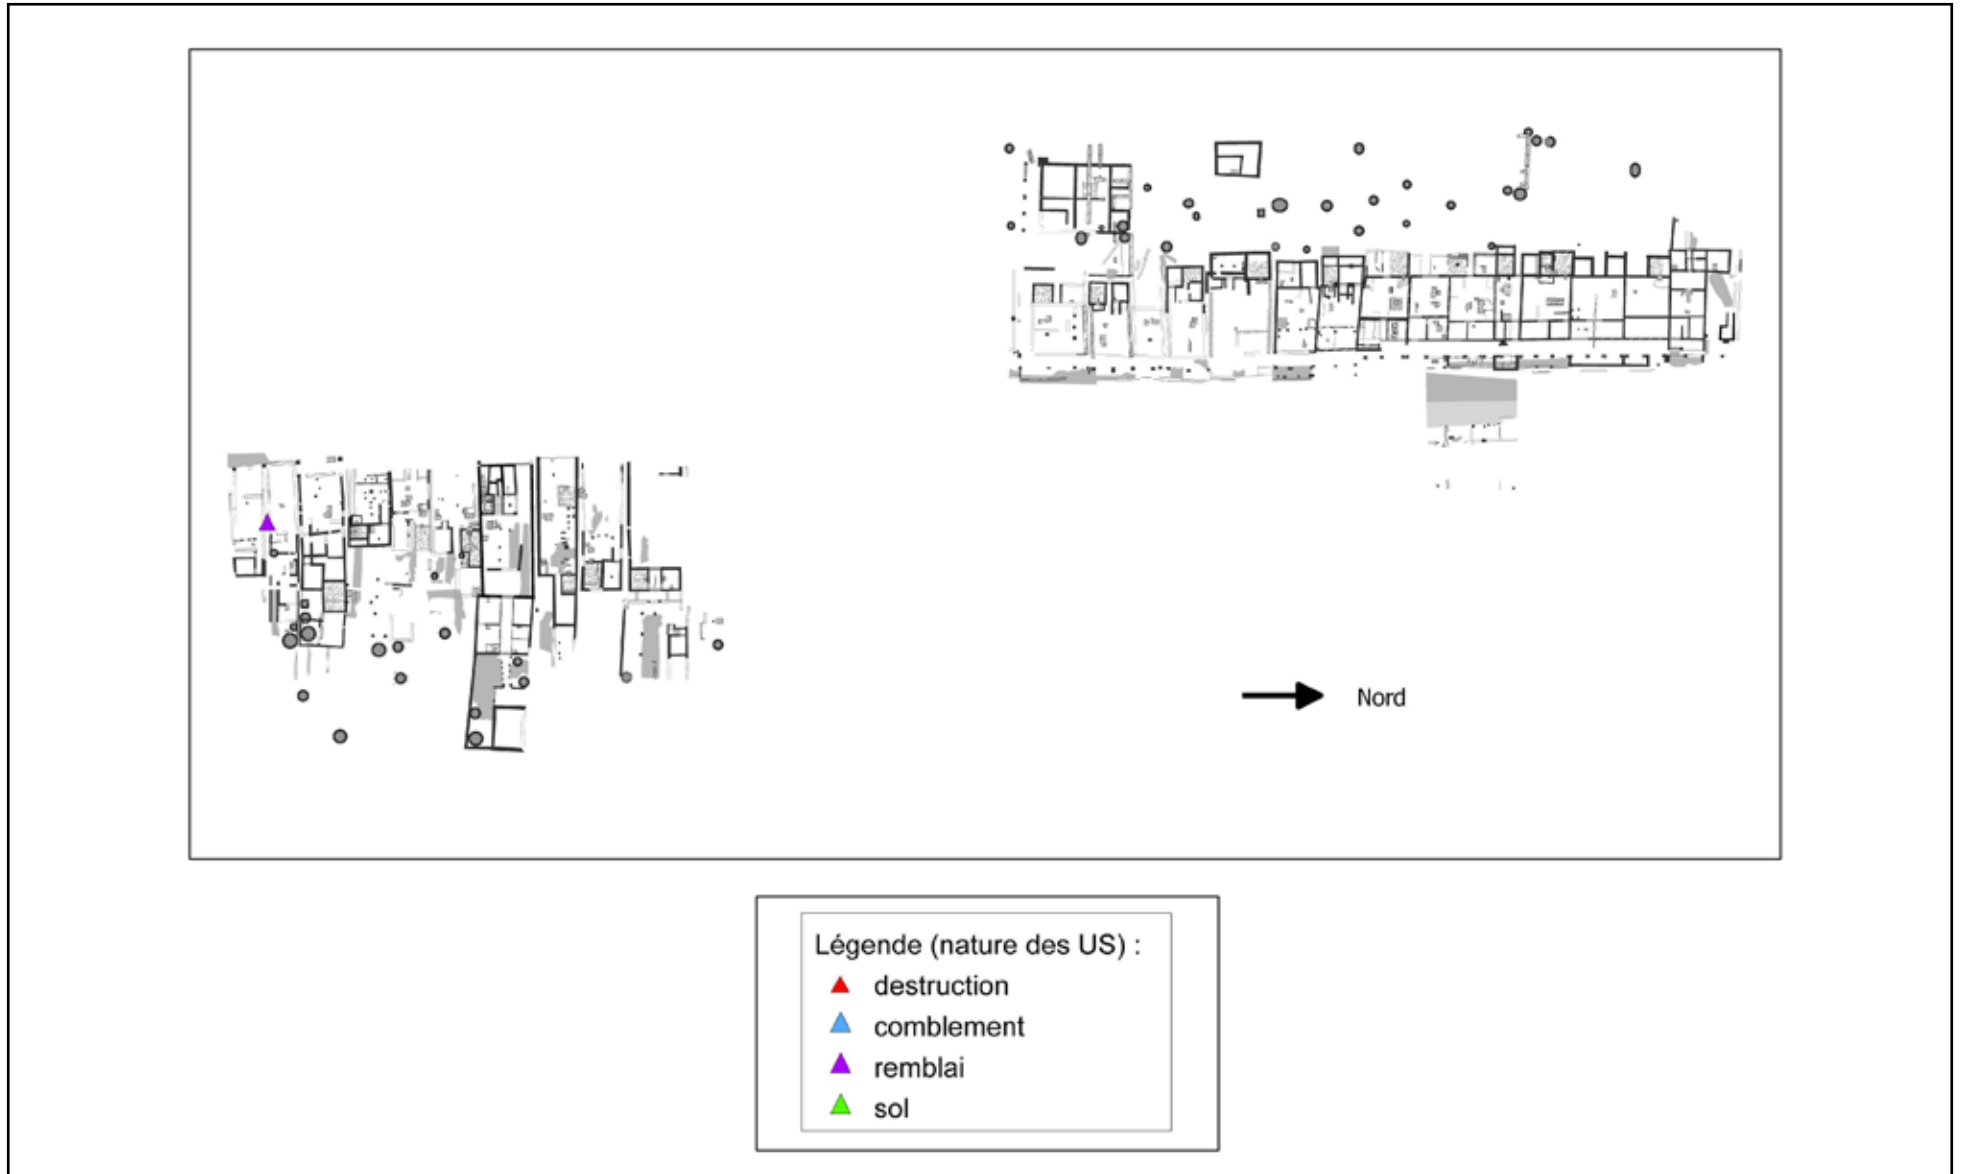 Nord
Légende (nature des US) :
destruction
comblement
remblai
sol